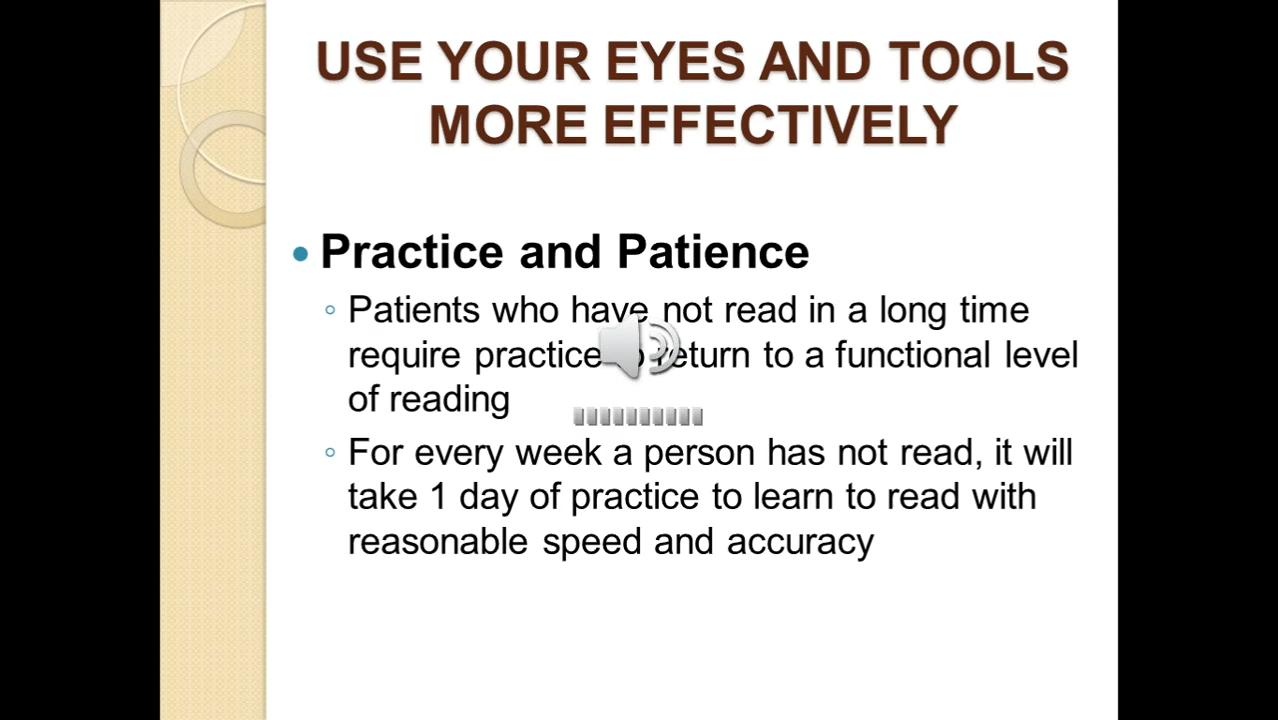 USE YOUR EYES AND TOOLS
MORE EFFECTIVELY
Practice and Patience
Patients who have not read in a long time
require practice to return to a functional level
of reading
For every week a person has not read, it will
take 1 day of practice to learn to read with
reasonable speed and accuracy